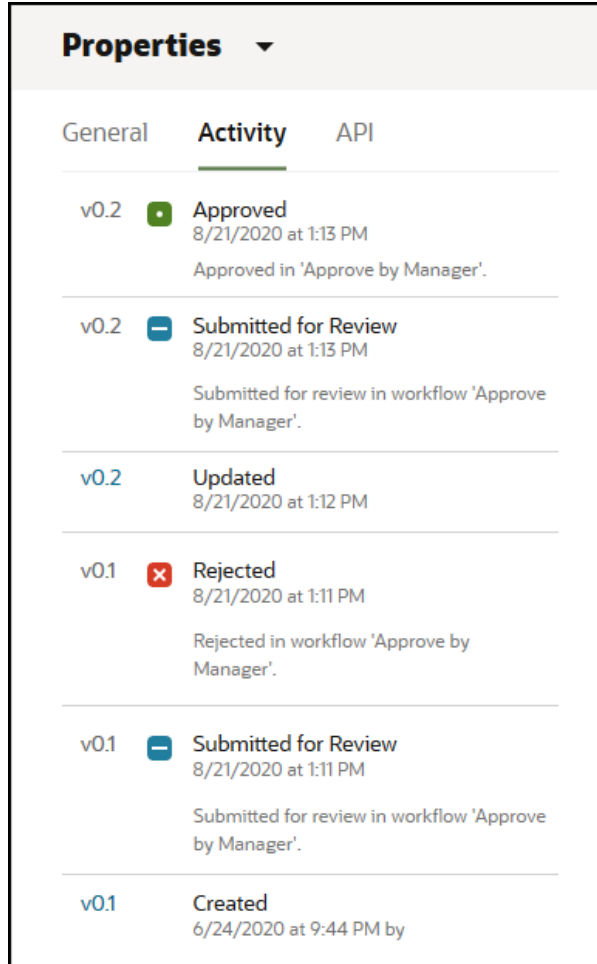 Properties
General Activity API
v0.2 Approved
8/21/2020 at 1:13 PM
Approved in 'Approve by Manager'.
v0.2 Submitted for Review
8/21/2020 at 1:13 PM
Submitted for review in workflow 'Approve
by Manager'.
v0.2 Updated
8/21/2020 at 1:12 PM
v0.1 Rejected
8/21/2020 at 1:11 PM
Rejected in workflow 'Approve by
Manager'.
v0.1 Submitted for Review
8/21/2020 at 1:11 PM
Submitted for review in workflow 'Approve
by Manager'.
v0.1 Created
6/24/2020 at 9:44 PM by